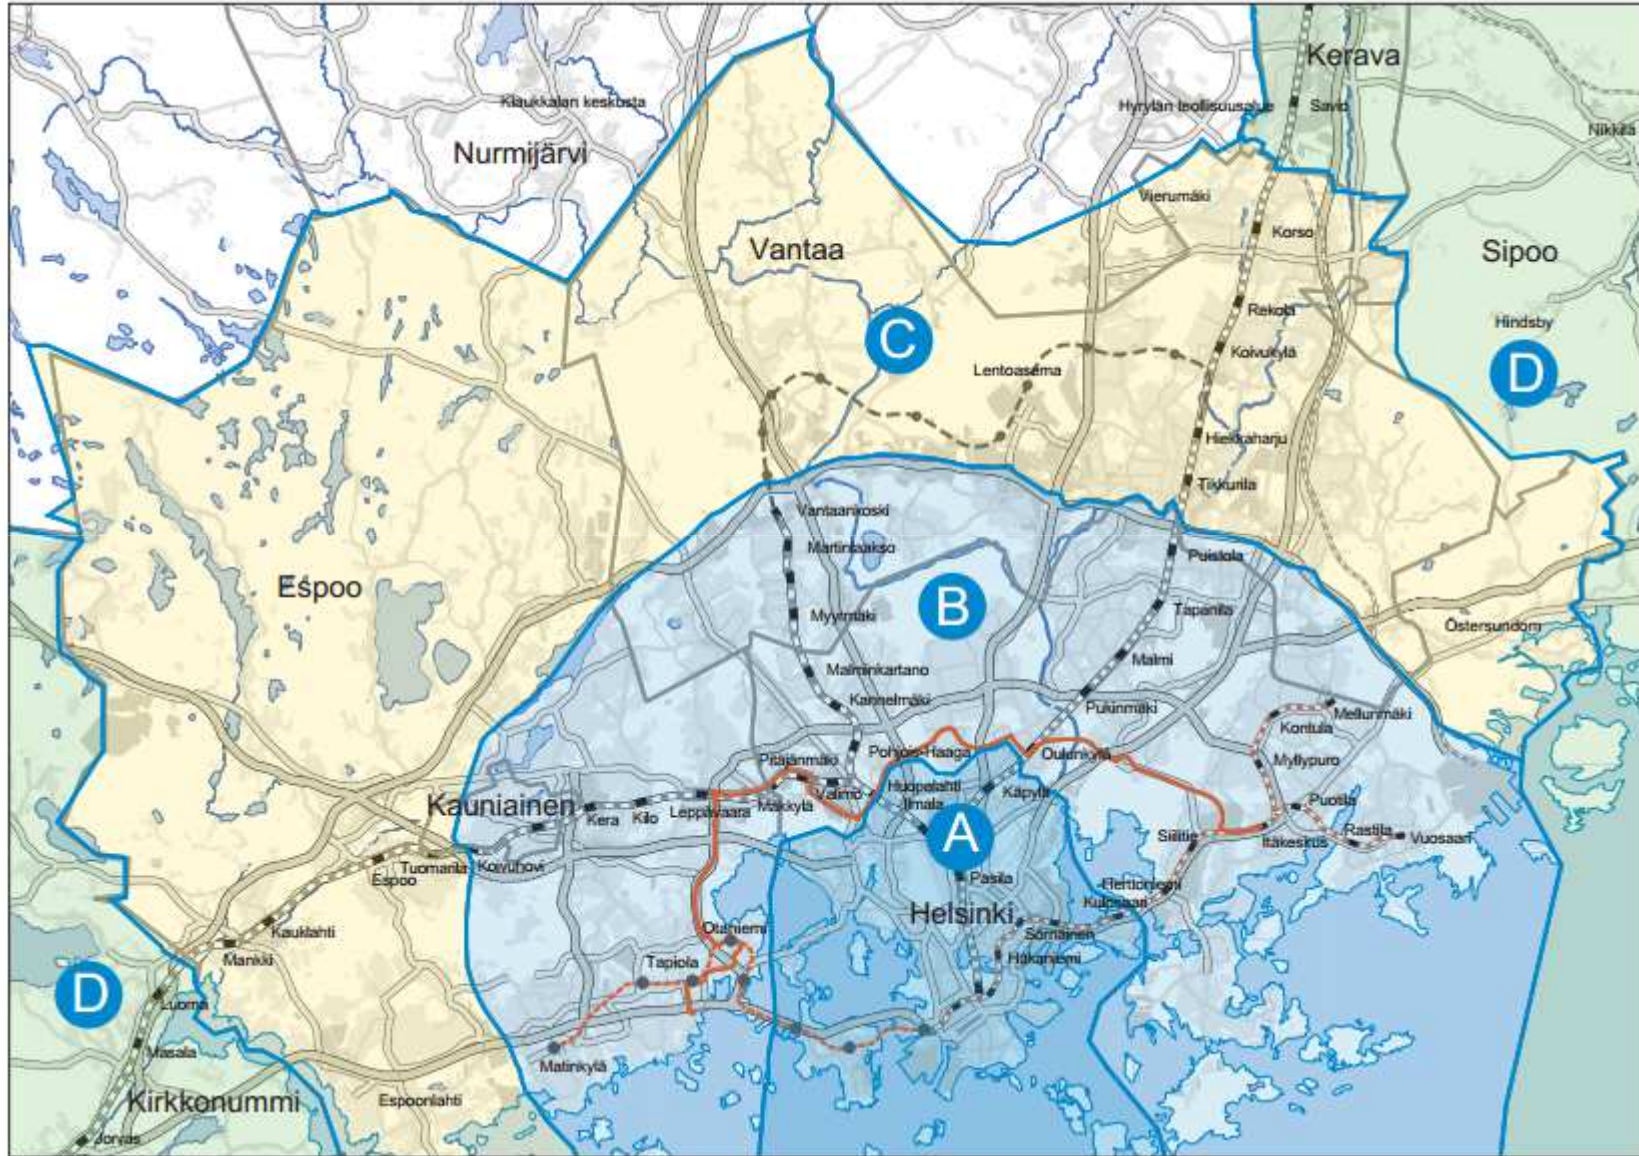 Kerava
Klaukkalan keskusta
Hyrylän teollisuusalue
Savio
Nikkilä
Nurmijärvi
Vierumäki
Korso
Vantaa
Sipoo
Rekola
Hindsby
C
Koivukylä
Lentoasema
D
Hiekkaharju
Tikkurila
Vantaankoski
Martinlaakso
Puistola
Espoo
B
Tapanila
Myyrmäki
Östersundom
Malmi
Malminkartano
Kannelmäki
Pukinmäki
Mellunmäki
Kontula
Pohjois-Haaga
Oulunkylä
Pitäjänmäki
Myllypuro
Huopalahti
Valimo
Käpylä
Mäkkylä
Ilmala
Kauniainen
Leppävaara
Puotila
Kera
Kilo
A
Siilitie
Rastila
Vuosaari
Itäkeskus
Tuomarila
Koivuhovi
Espoo
Pasila
Herttoniemi
Kulosaari
Helsinki
Otaniemi
Kauklahti
Sörnäinen
Mankki
Hakaniemi
Tapiola
D
Luoma
Masala
Matinkylä
Kirkkonummi
Espoonlahti
Jorvas